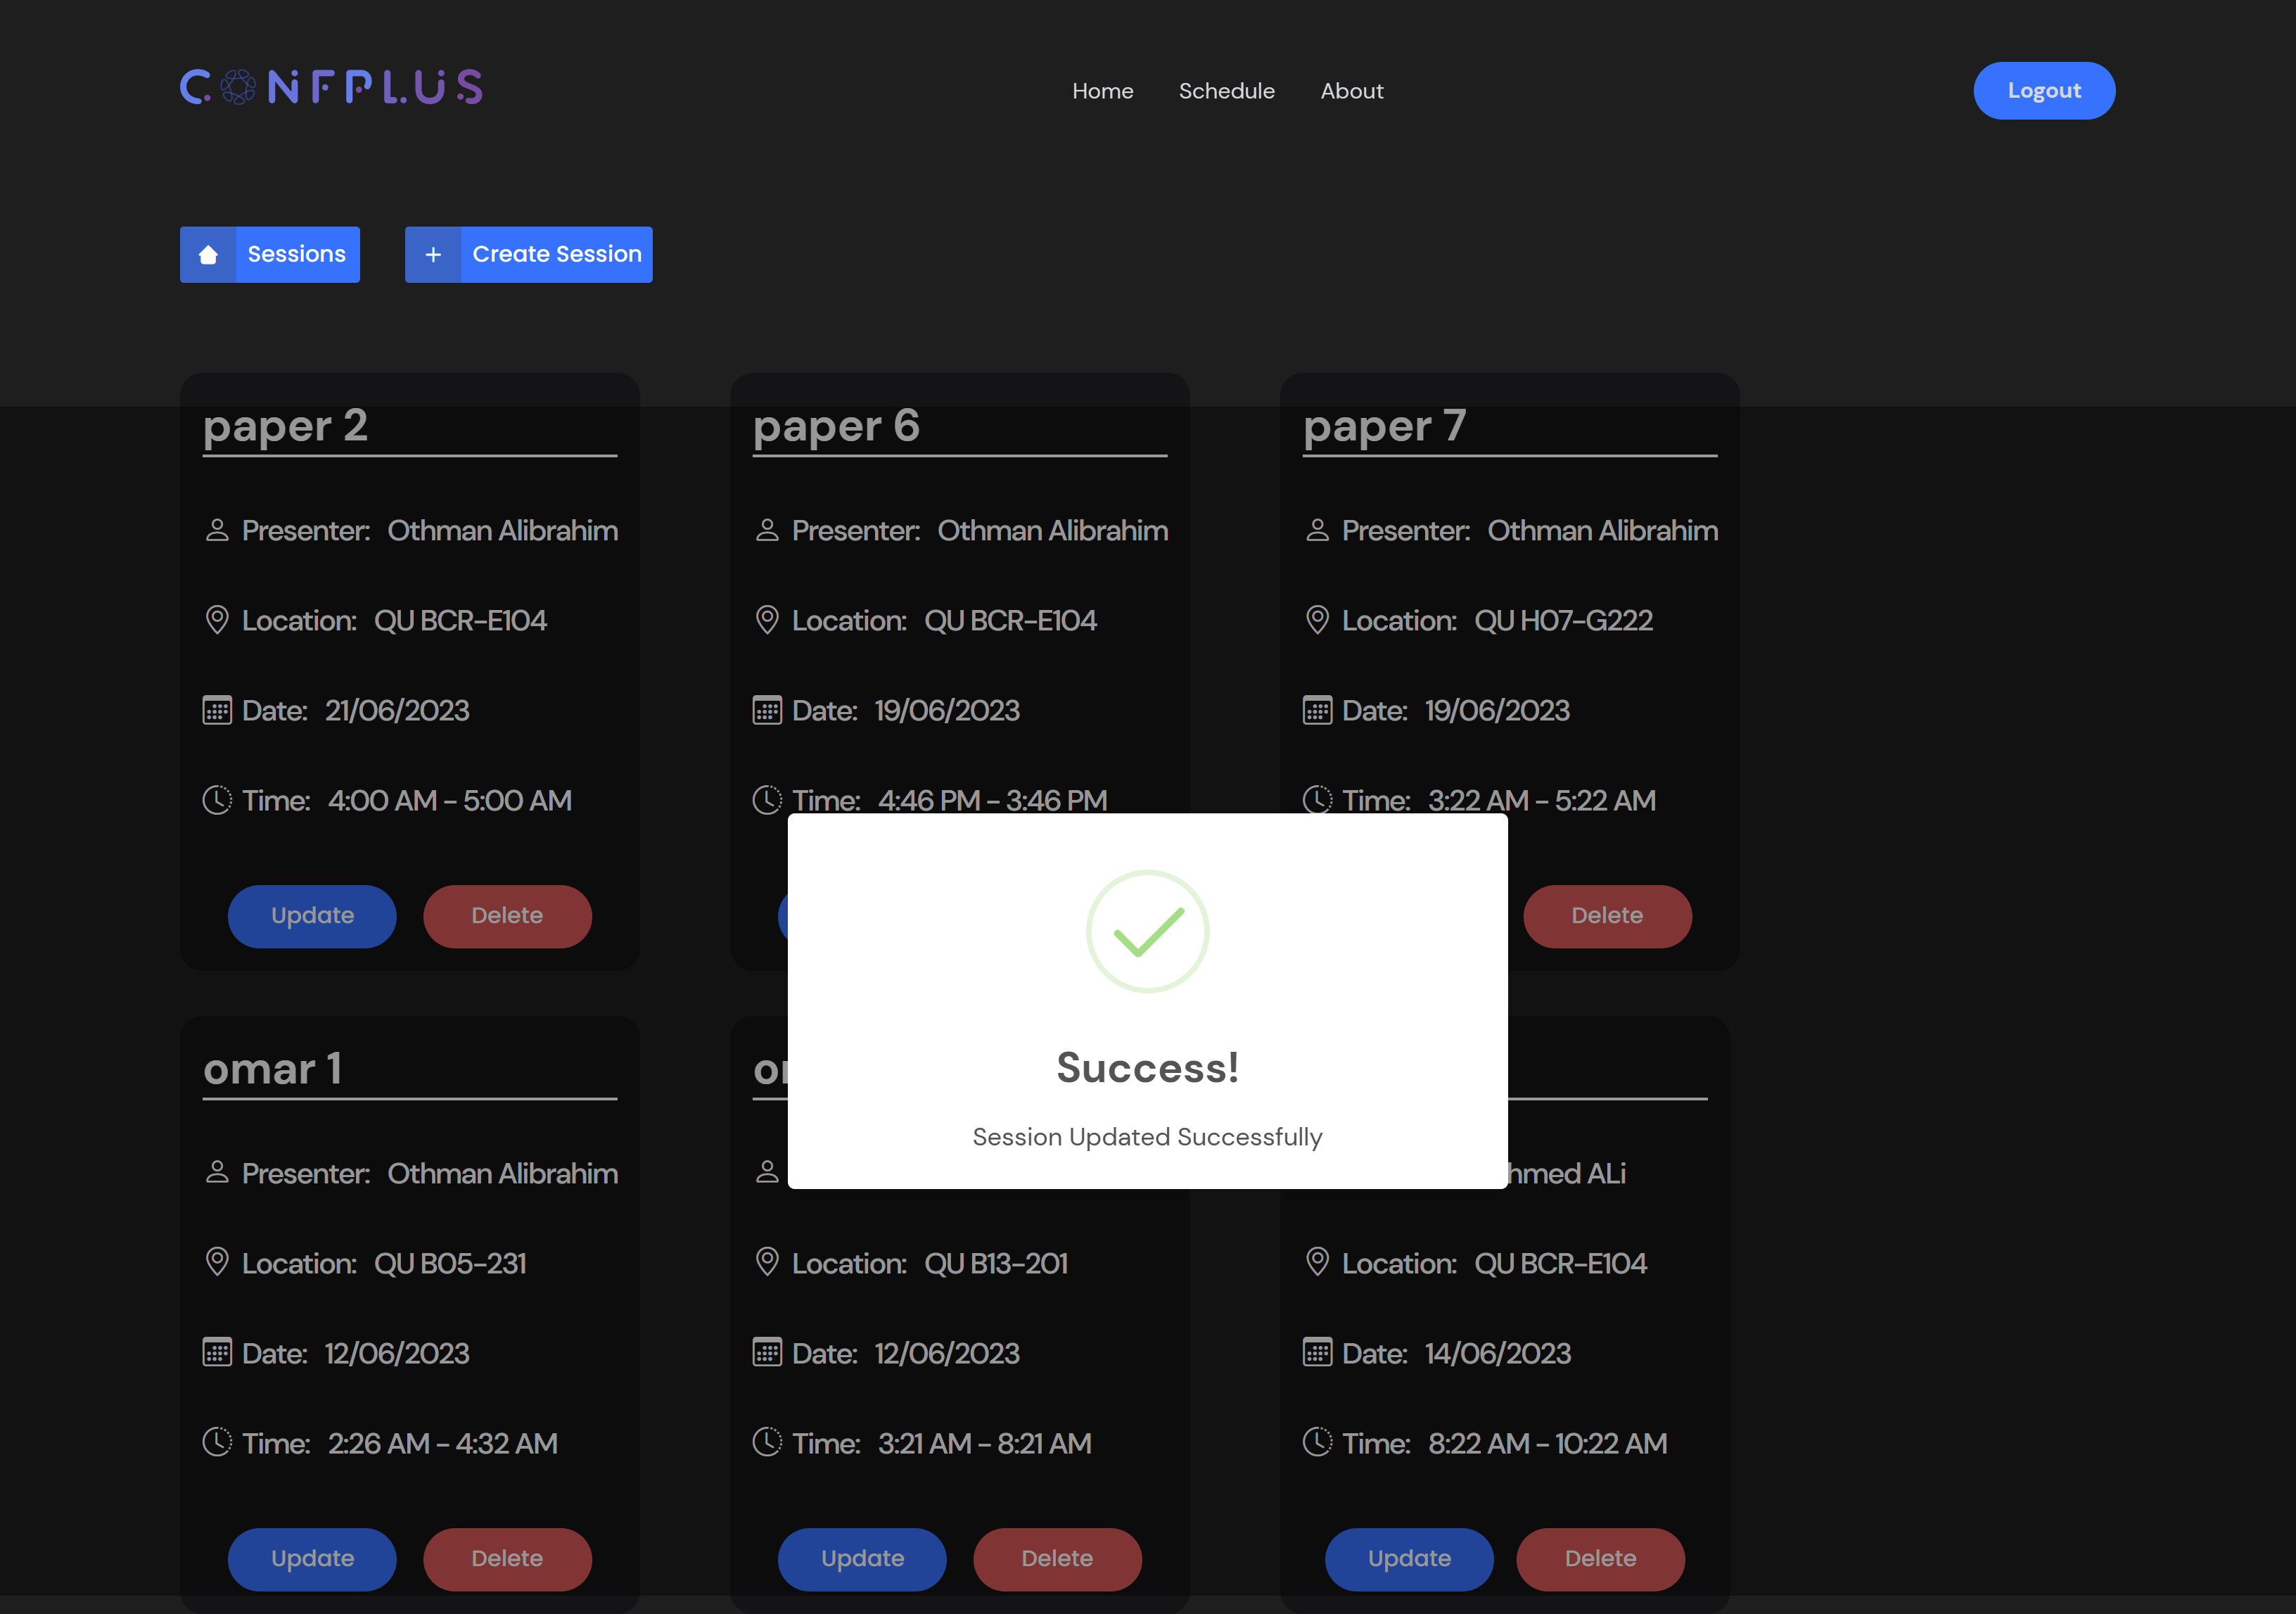 CONFPLUS
Home Schedule About
Logout
Sessions
Create Session
paper 2
Presenter: Othman Alibrahim
Location: QU BCR-E104
Date: 21/06/2023
Time: 4:00 AM - 5:00 AM
Update Delete
paper 6
Presenter: Othman Alibrahim
Location: QU BCR-E104
Date: 19/06/2023
Time: 4:46 PM - 3:46 PM
paper 7
Presenter: Othman Alibrahim
Location: QU H07-G222
Date: 19/06/2023
Time: 3:22 AM - 5:22 AM
Delete
Success!
Session Updated Successfully
omar 1
Presenter: Othman Alibrahim
Location: QU B05-231
Date: 12/06/2023
Time: 2:26 AM - 4:32 AM
Update Delete
Location: QU B13-201
Date: 12/06/2023
Time: 3:21 AM - 8:21 AM
Update Delete
hmed ALi
Location: QU BCR-E104
Date: 14/06/2023
Time: 8:22 AM - 10:22 AM
Update Delete